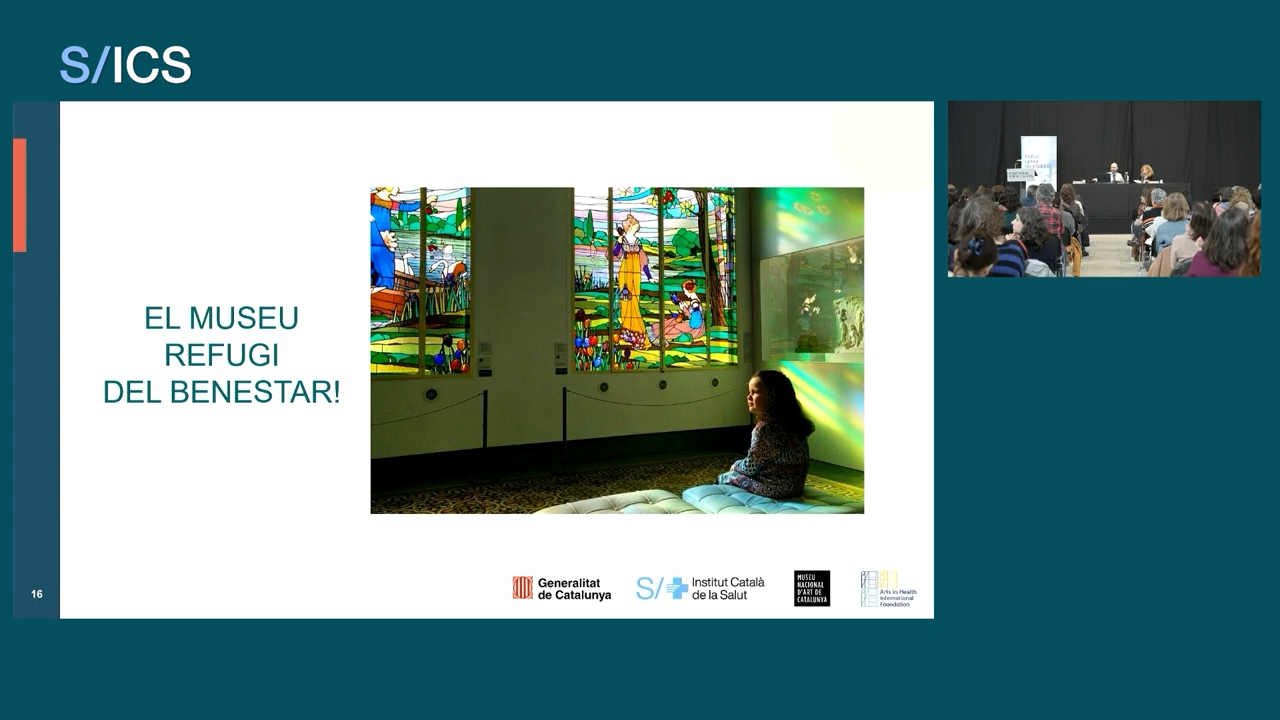 S/ICS
EL MUSEU
REFUGI
DEL BENESTAR!
16
Generalitat
de Catalunya
S/
Institut Català
de la Salut
MUSEU
NACIONAL
D'ART DE
CATALUNYA
Arts in Health
International
Foundation